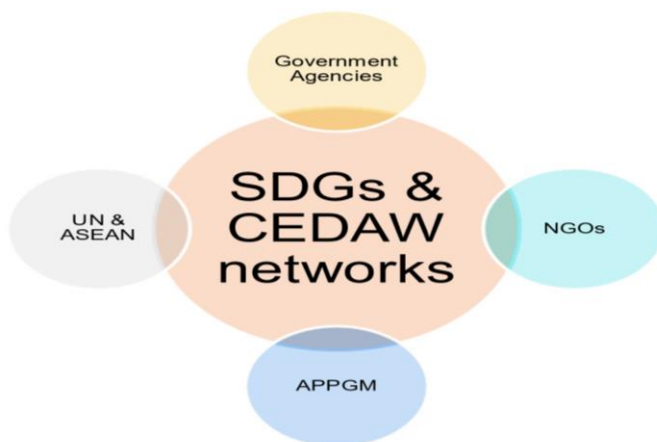 Government
Agencies
SDGs &
CEDAW
networks
UN &
ASEAN
NGOs
APPGM